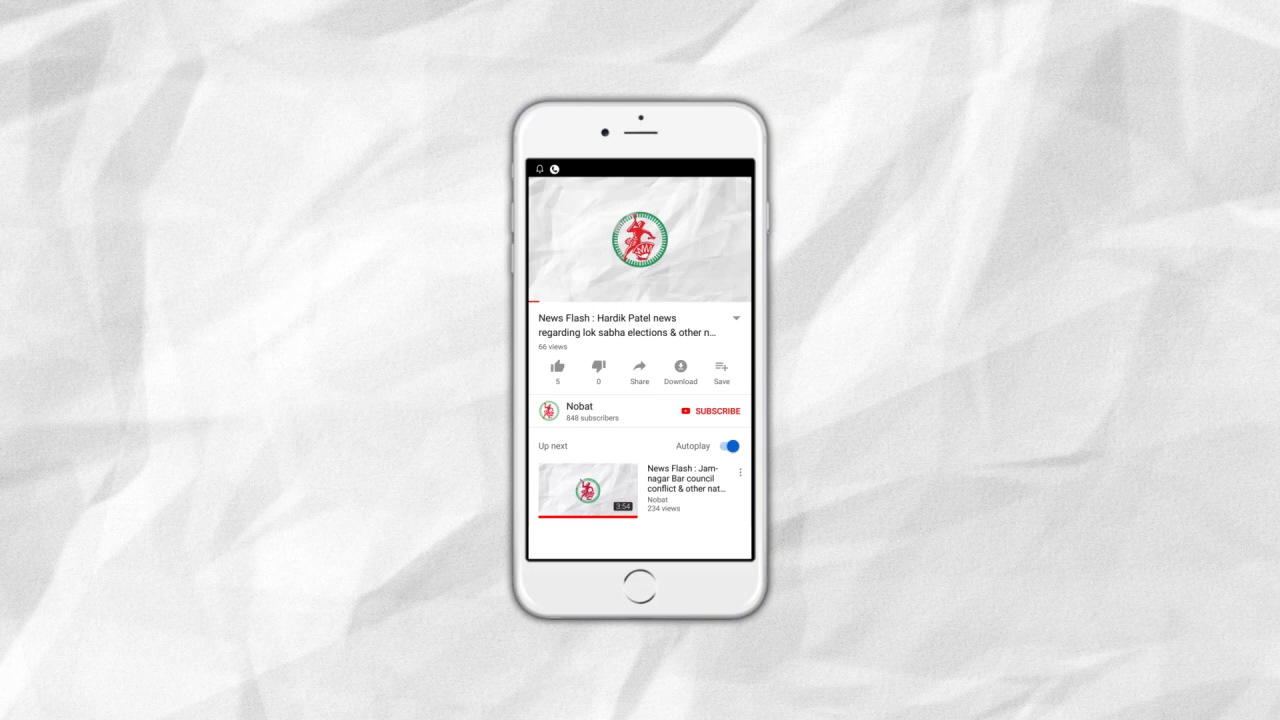 News Flash : Hardik Patel news
regarding lok sabha elections & other n...
66 views
5
0
Share
Download
Save
Nobat
848 subscribers
SUBSCRIBE
Up next
Autoplay
News Flash : Jam-
nagar Bar council
conflict & other nat...
Nobat
234 views
3:54